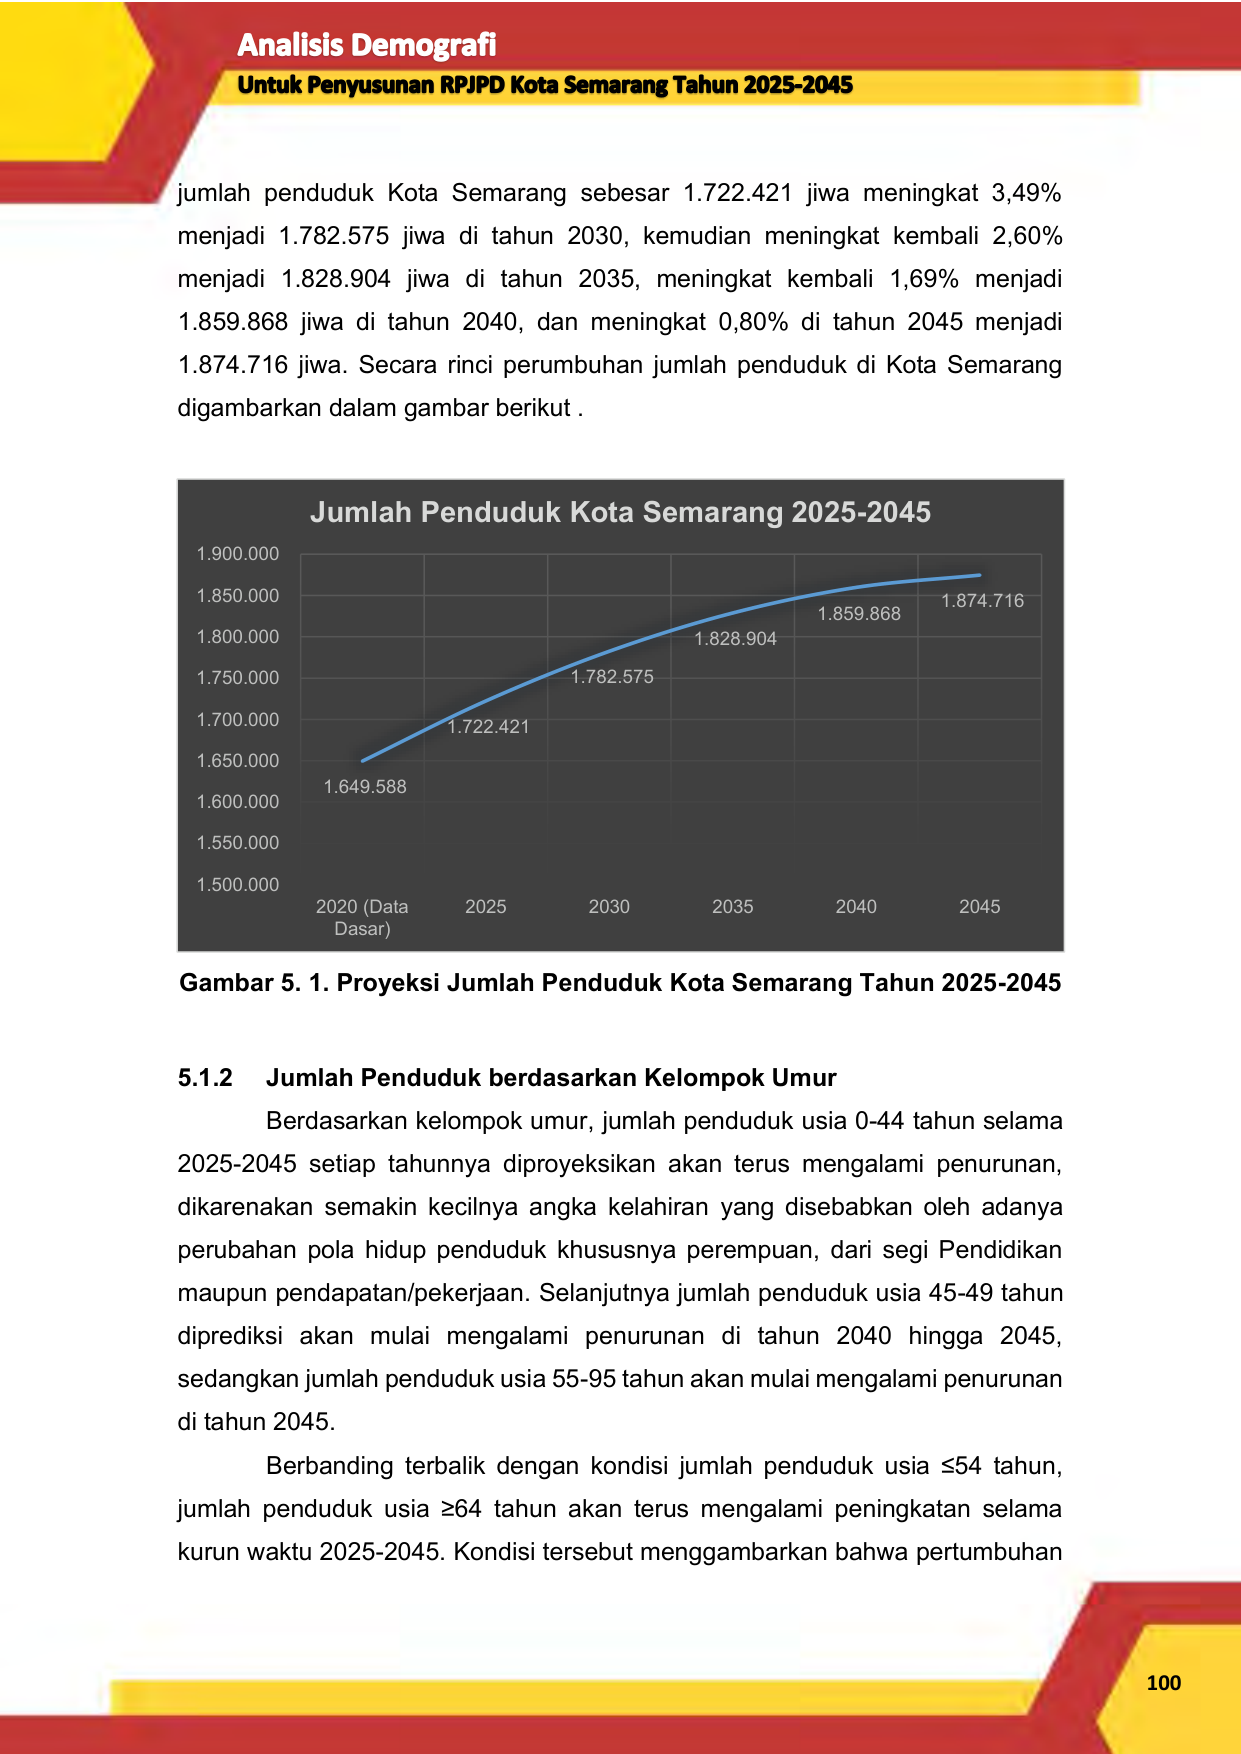 Analisis Demografi
Untuk Penyusunan RPJPD Kota Semarang Tahun 2025-2045
jumlah penduduk Kota Semarang sebesar 1.722.421 jiwa meningkat 3,49%
menjadi 1.782.575 jiwa di tahun 2030, kemudian meningkat kembali 2,60%
menjadi 1.828.904 jiwa di tahun 2035, meningkat kembali 1,69% menjadi
1.859.868 jiwa di tahun 2040, dan meningkat 0,80% di tahun 2045 menjadi
1.874.716 jiwa. Secara rinci perumbuhan jumlah penduduk di Kota Semarang
digambarkan dalam gambar berikut .
Jumlah Penduduk Kota Semarang 2025-2045
1.900.000
1.850.000
1.800.000
1.750.000
1.700.000
1.650.000
1.600.000
1.550.000
1.500.000
1.649.588
1.722.421
1.782.575
1.828.904
1.859.868
1.874.716
2020 (Data
Dasar)
2025
2030
2035
2040
2045
Gambar 5. 1. Proyeksi Jumlah Penduduk Kota Semarang Tahun 2025-2045
5.1.2 Jumlah Penduduk berdasarkan Kelompok Umur
Berdasarkan kelompok umur, jumlah penduduk usia 0-44 tahun selama
2025-2045 setiap tahunnya diproyeksikan akan terus mengalami penurunan,
dikarenakan semakin kecilnya angka kelahiran yang disebabkan oleh adanya
perubahan pola hidup penduduk khususnya perempuan, dari segi Pendidikan
maupun pendapatan/pekerjaan. Selanjutnya jumlah penduduk usia 45-49 tahun
diprediksi akan mulai mengalami penurunan di tahun 2040 hingga 2045,
sedangkan jumlah penduduk usia 55-95 tahun akan mulai mengalami penurunan
di tahun 2045.
Berbanding terbalik dengan kondisi jumlah penduduk usia ≤54 tahun,
jumlah penduduk usia ≥64 tahun akan terus mengalami peningkatan selama
kurun waktu 2025-2045. Kondisi tersebut menggambarkan bahwa pertumbuhan
100